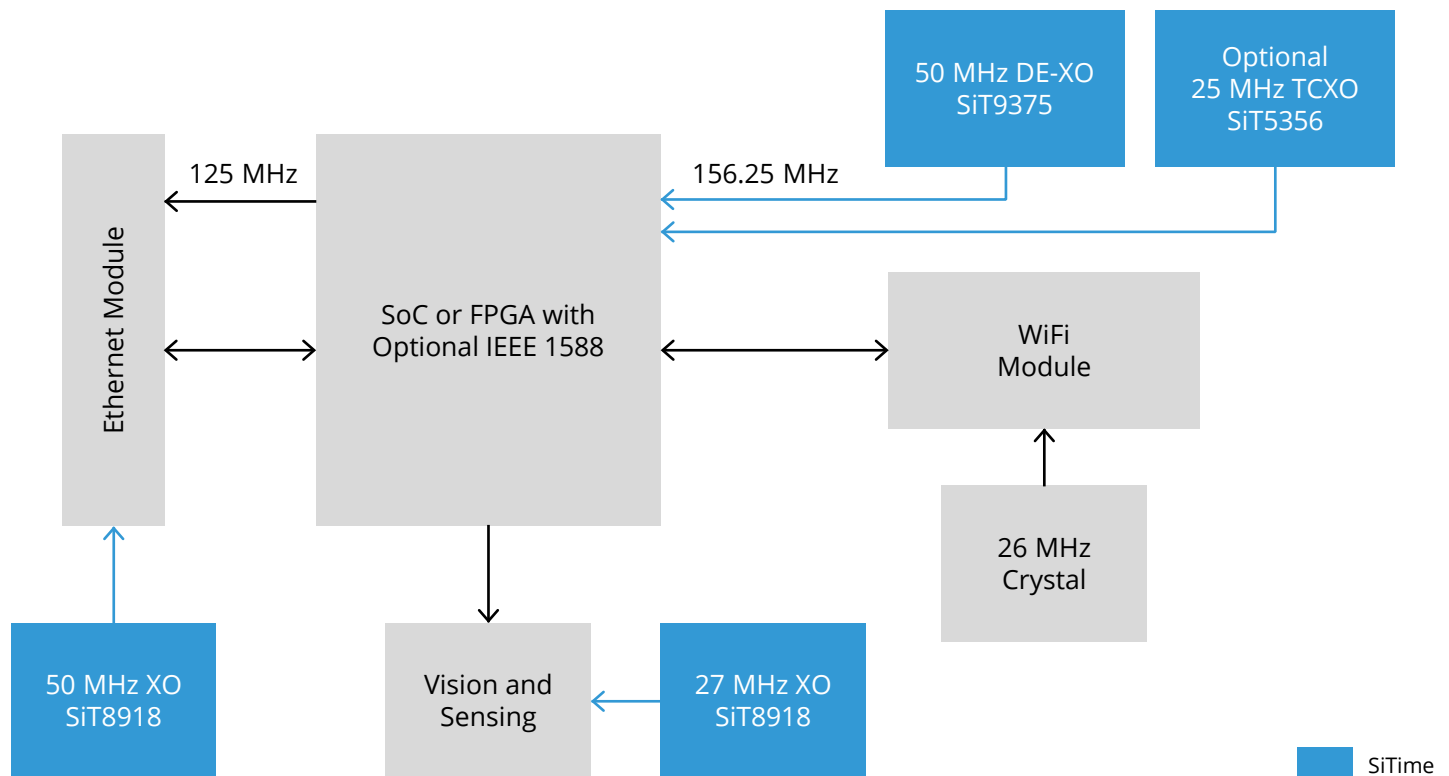 50 MHz DE-XO
SiT9375
Optional
25 MHz TCXO
SiT5356
125 MHz
156.25 MHz
Ethernet Module
SoC or FPGA with
Optional IEEE 1588
WiFi
Module
26 MHz
Crystal
50 MHz XO
SiT8918
Vision and
Sensing
27 MHz XO
SiT8918
SiTime